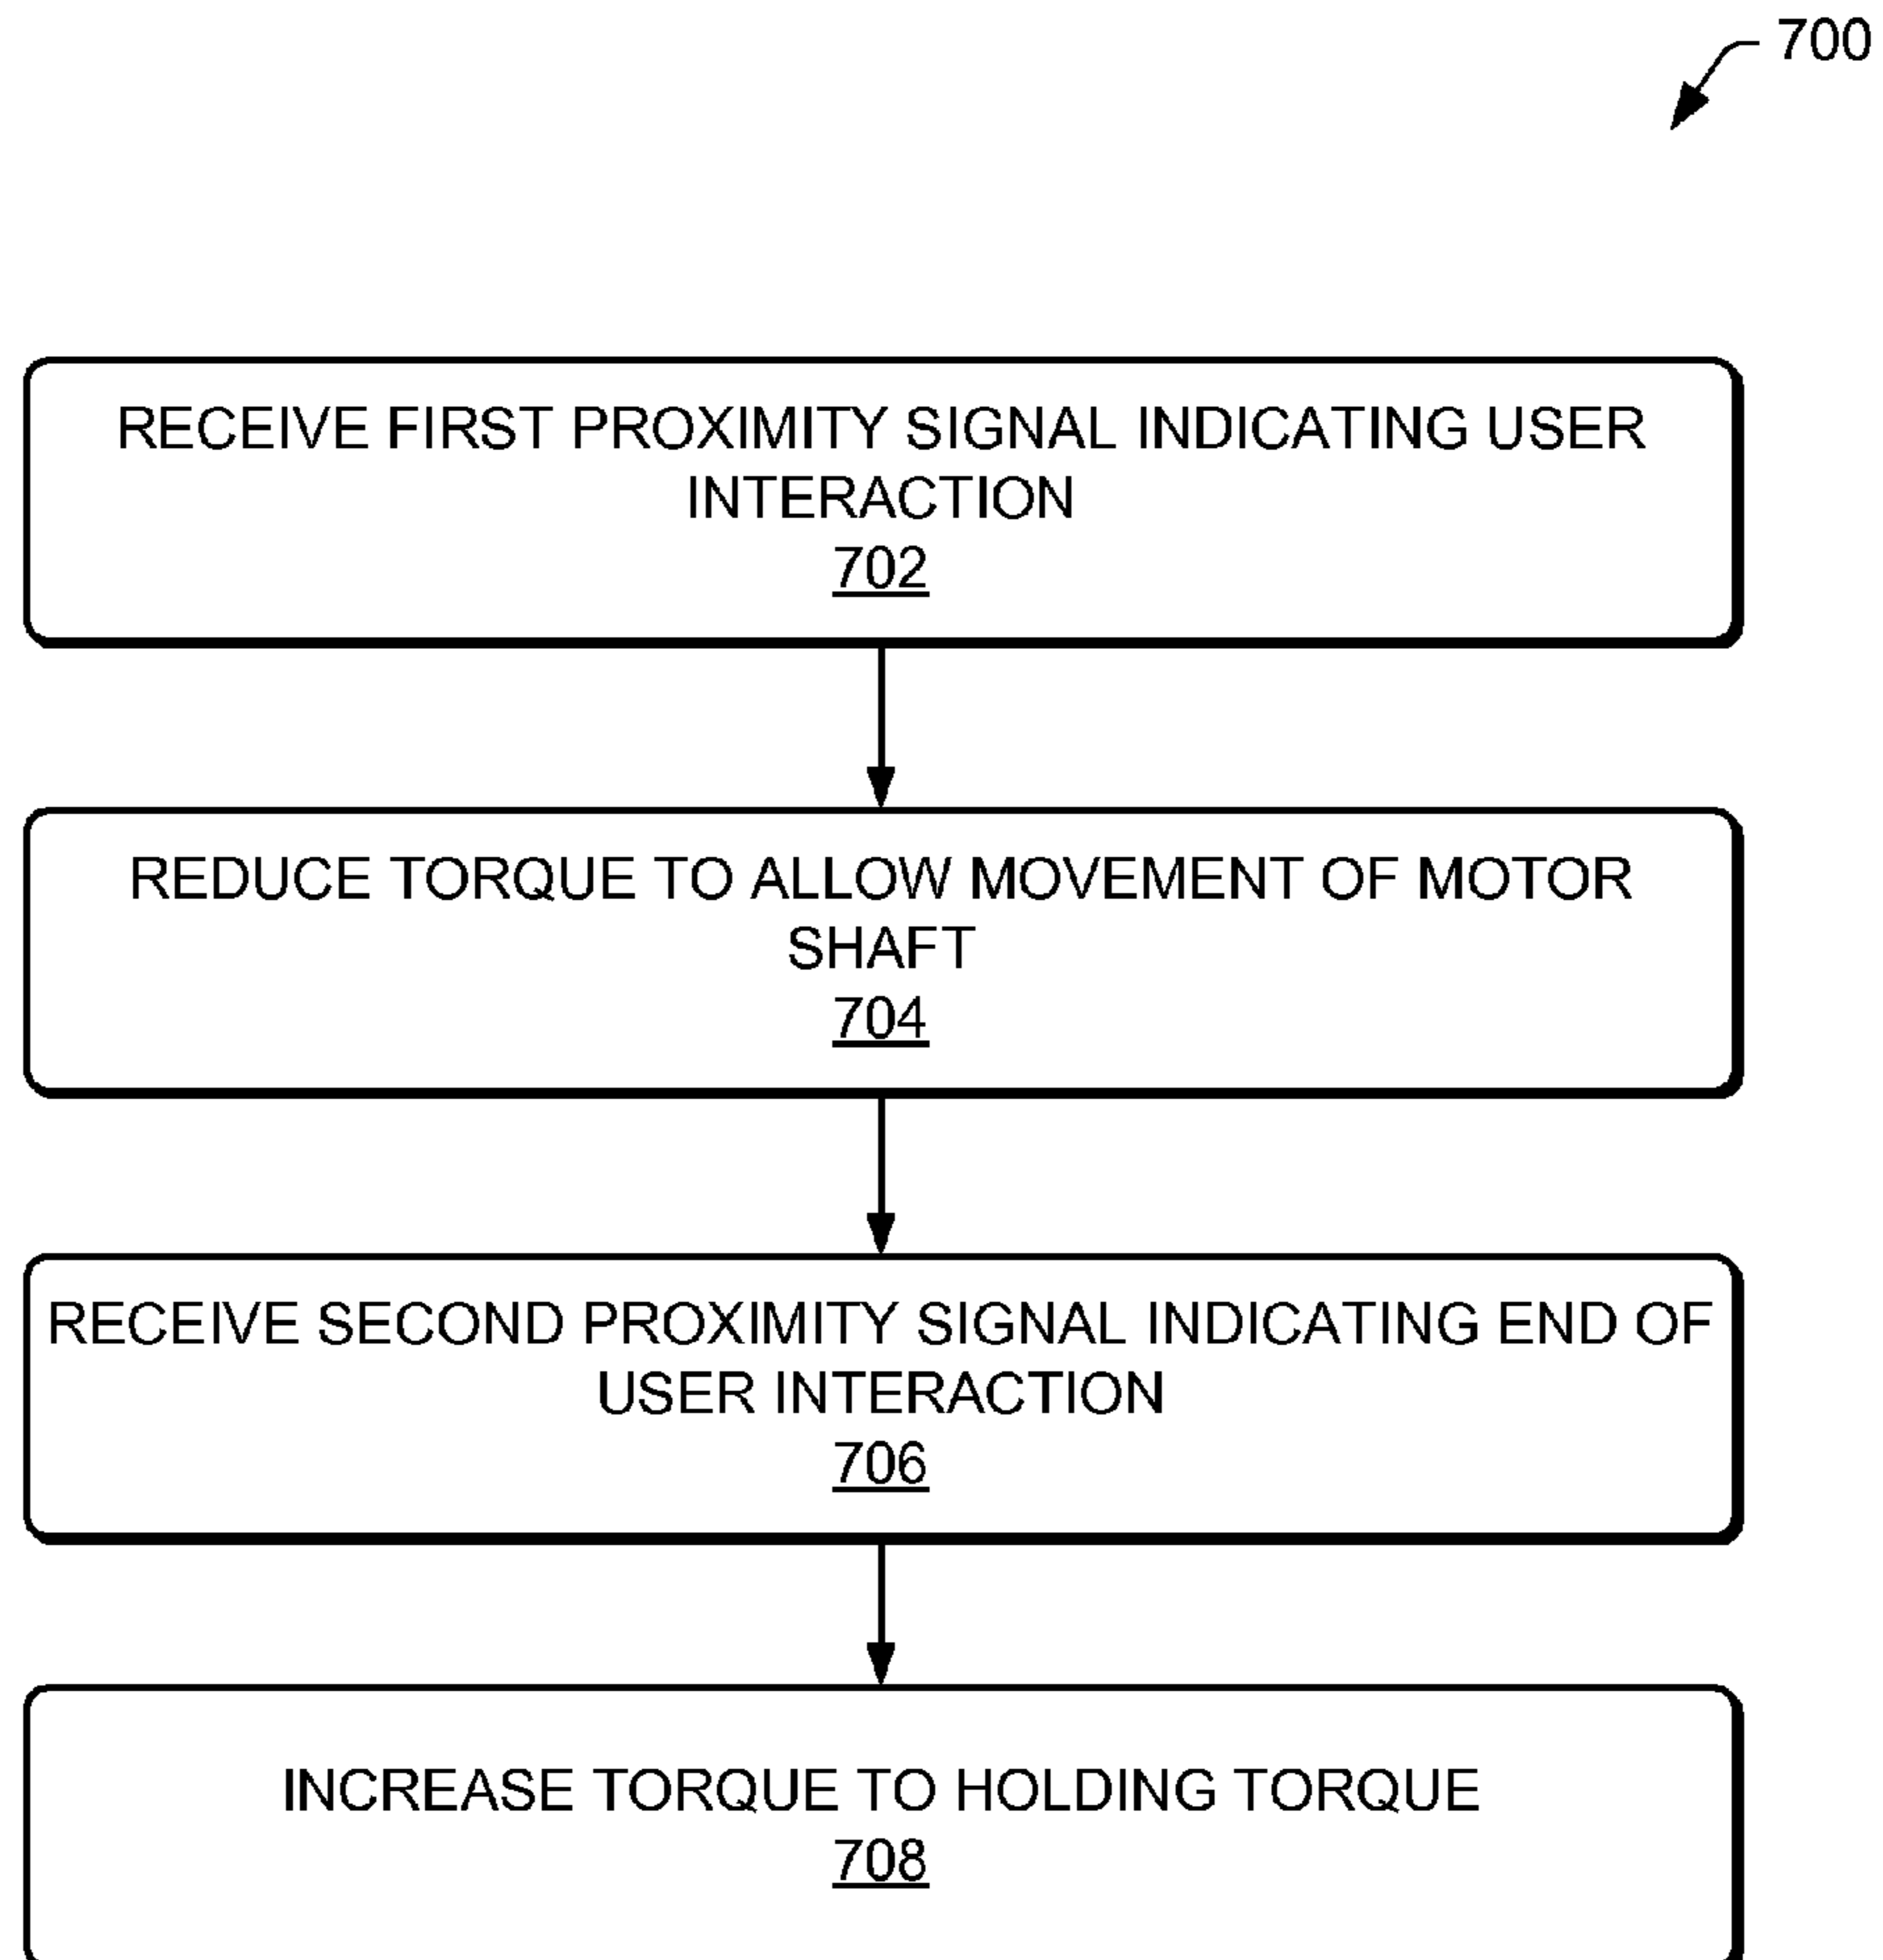 700
RECEIVE FIRST PROXIMITY SIGNAL INDICATING USER
INTERACTION
702
REDUCE TORQUE TO ALLOW MOVEMENT OF MOTOR
SHAFT
704
RECEIVE SECOND PROXIMITY SIGNAL INDICATING END OF
USER INTERACTION
706
INCREASE TORQUE TO HOLDING TORQUE
708